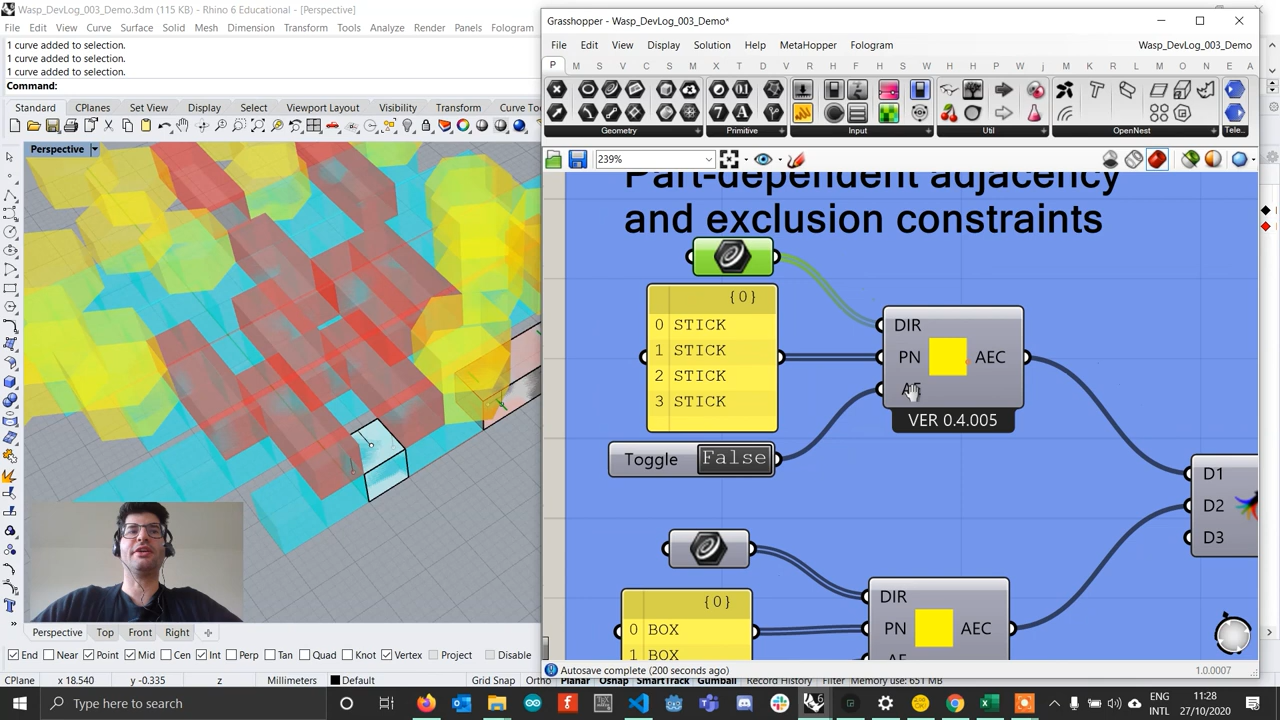 Wasp_DevLog_003_Demo.3dm (115 KB) - Rhino 6 Educational - [Perspective]
File Edit View Curve Surface Solid Mesh Dimension Transform Tools Analyze Render Panels Fologram
1 curve added to selection.
1 curve added to selection.
1 curve added to selection.
Command:
Standard CPlanes Set View Display Select Viewport Layout Visibility Transform Curve To
Perspective
Grasshopper - Wasp_DevLog_003_Demo*
File Edit View Display Solution Help MetaHopper Fologram Wasp_DevLog_003_Demo
Geometry Primitive Input Util OpenNest Tele...
239%
Part-dependent adjacency
and exclusion constraints
{0}
0 STICK
1 STICK
2 STICK
3 STICK
DIR
PN AEC
VER 0.4.005
Toggle False
D1
D2
D3
{0}
0 BOX
1 BOX
DIR
PN AEC
Autosave complete (200 seconds ago) 1.0.0007
Perspective Top Front Right
End Near Point Mid Cen Int Perp Tan Quad Knot Vertex Project Disable
CPlane x 18.540 y -0.335 z Millimeters Default Grid Snap Ortho Planar Osnap SmartTrack Gumball Record History Filter Memory use: 651 MB
Type here to search
ENG
INTL
11:28
27/10/2020